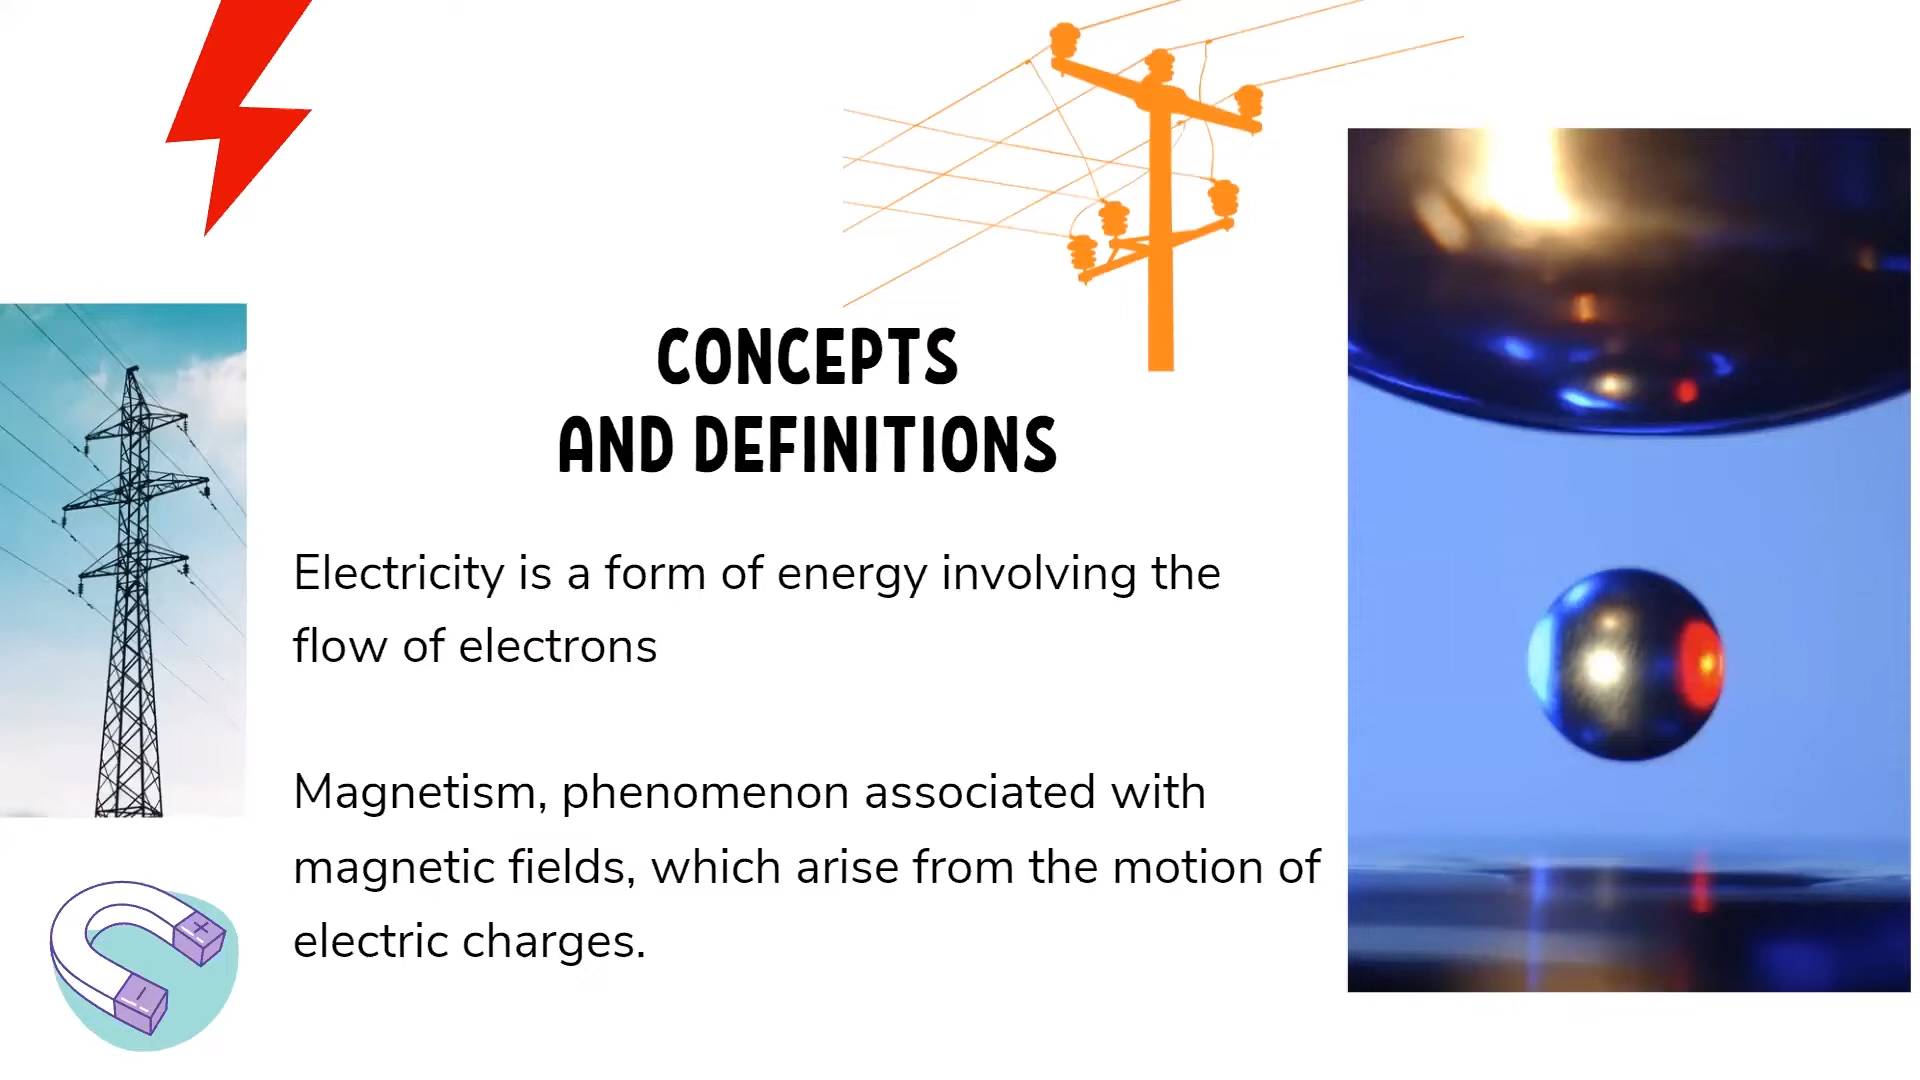 CONCEPTS
AND DEFINITIONS
Electricity is a form of energy involving the
flow of electrons
Magnetism, phenomenon associated with
magnetic fields, which arise from the motion of
electric charges.